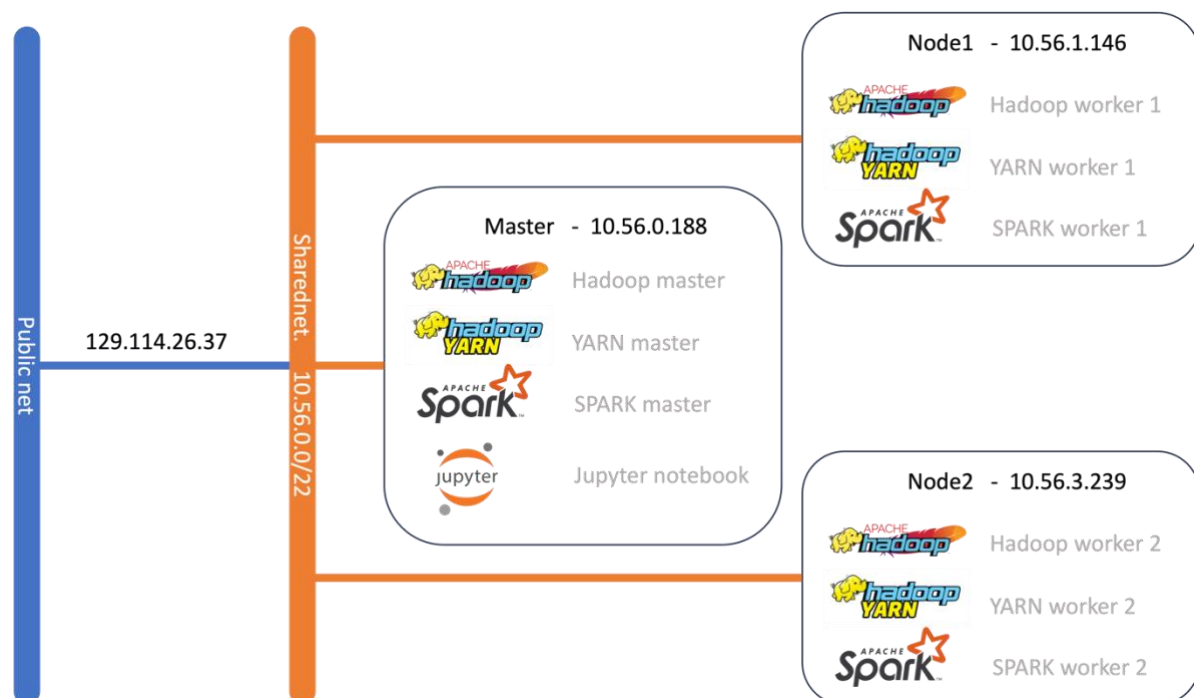 Public net
129.114.26.37
Sharednet. 10.56.0.0/22
Master - 10.56.0.188
APACHE
hadoop
Hadoop master
hadoop
YARN
YARN master
APACHE
Spark
SPARK master
jupyter
Jupyter notebook
Node1 - 10.56.1.146
APACHE
hadoop
Hadoop worker 1
hadoop
YARN
YARN worker 1
APACHE
Spark
SPARK worker 1
Node2 - 10.56.3.239
APACHE
hadoop
Hadoop worker 2
hadoop
YARN
YARN worker 2
APACHE
Spark
SPARK worker 2